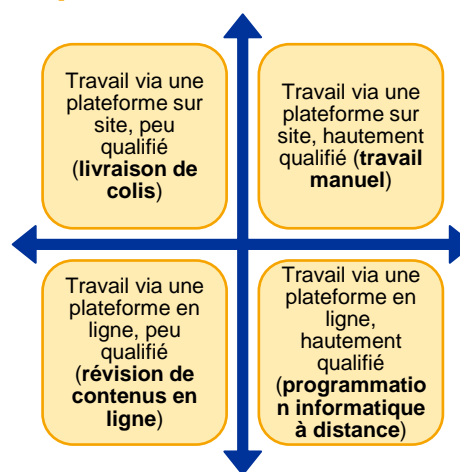 Travail via une
plateforme sur
site, peu
qualifié
(livraison de
colis)
Travail via une
plateforme sur
site, hautement
qualifié (travail
manuel)
Travail via une
plateforme en
ligne, peu
qualifié
(révision de
contenus en
ligne)
Travail via une
plateforme en
ligne,
hautement
qualifié
(programmatio
n informatique
à distance)